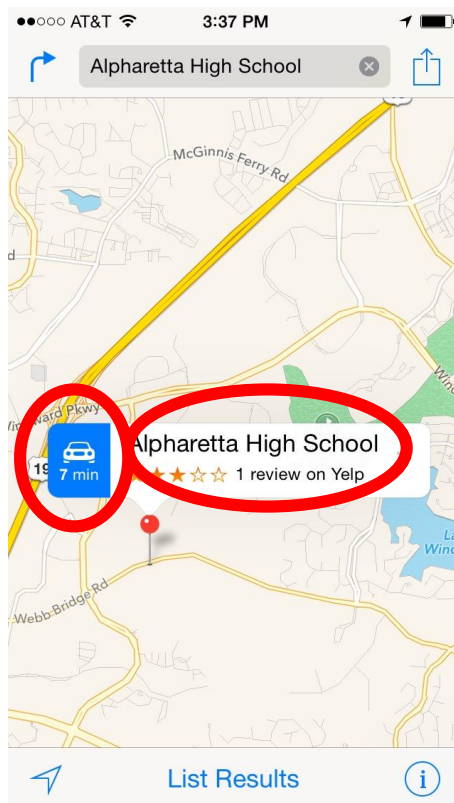 AT&T 3:37 PM
Alpharetta High School
McGinnis Ferry Rd
d
Pkwy
19
7 min
Alpharetta High School
1 review on Yelp
Webb Bridge Rd
List Results
i